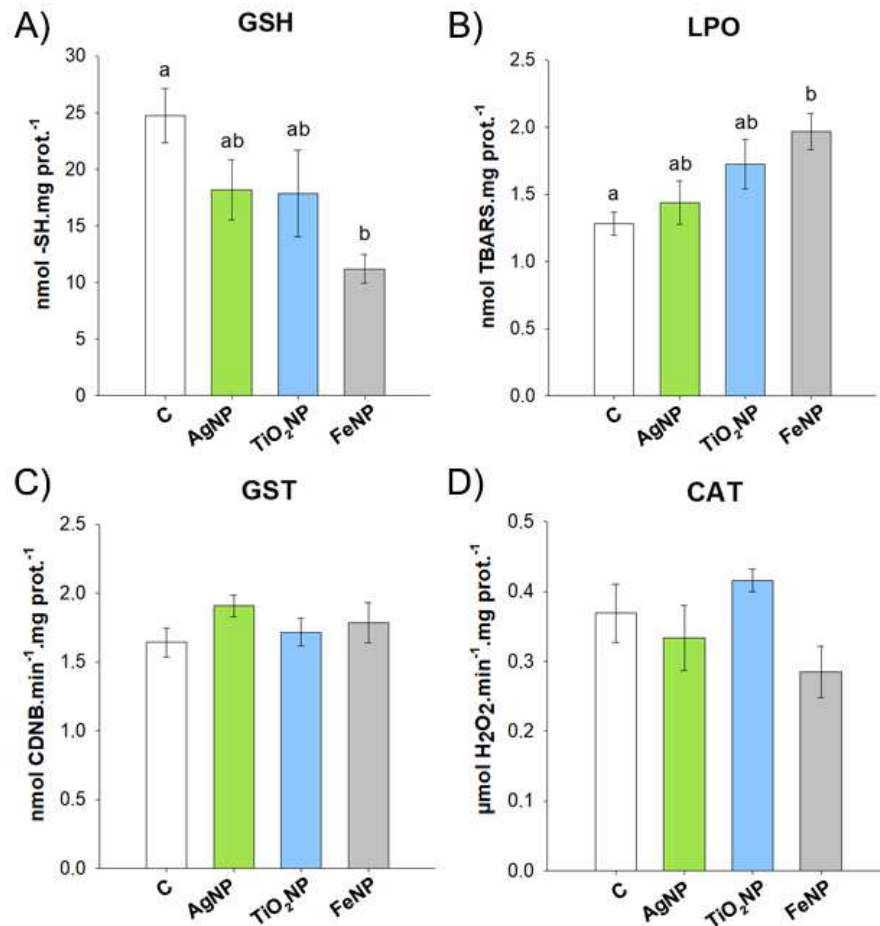 A)
GSH
nmol -SH.mg prot.⁻¹
30
25
20
15
10
5
0
a
ab
ab
b
C
AgNP
TiO₂NP
FeNP
B)
LPO
nmol TBARS.mg prot.⁻¹
2.5
2.0
1.5
1.0
0.5
0.0
a
ab
ab
b
C
AgNP
TiO₂NP
FeNP
C)
GST
nmol CDNB.min⁻¹.mg prot.⁻¹
2.5
2.0
1.5
1.0
0.5
0.0
C
AgNP
TiO₂NP
FeNP
D)
CAT
µmol H₂O₂.min⁻¹.mg prot.⁻¹
0.5
0.4
0.3
0.2
0.1
0.0
C
AgNP
TiO₂NP
FeNP